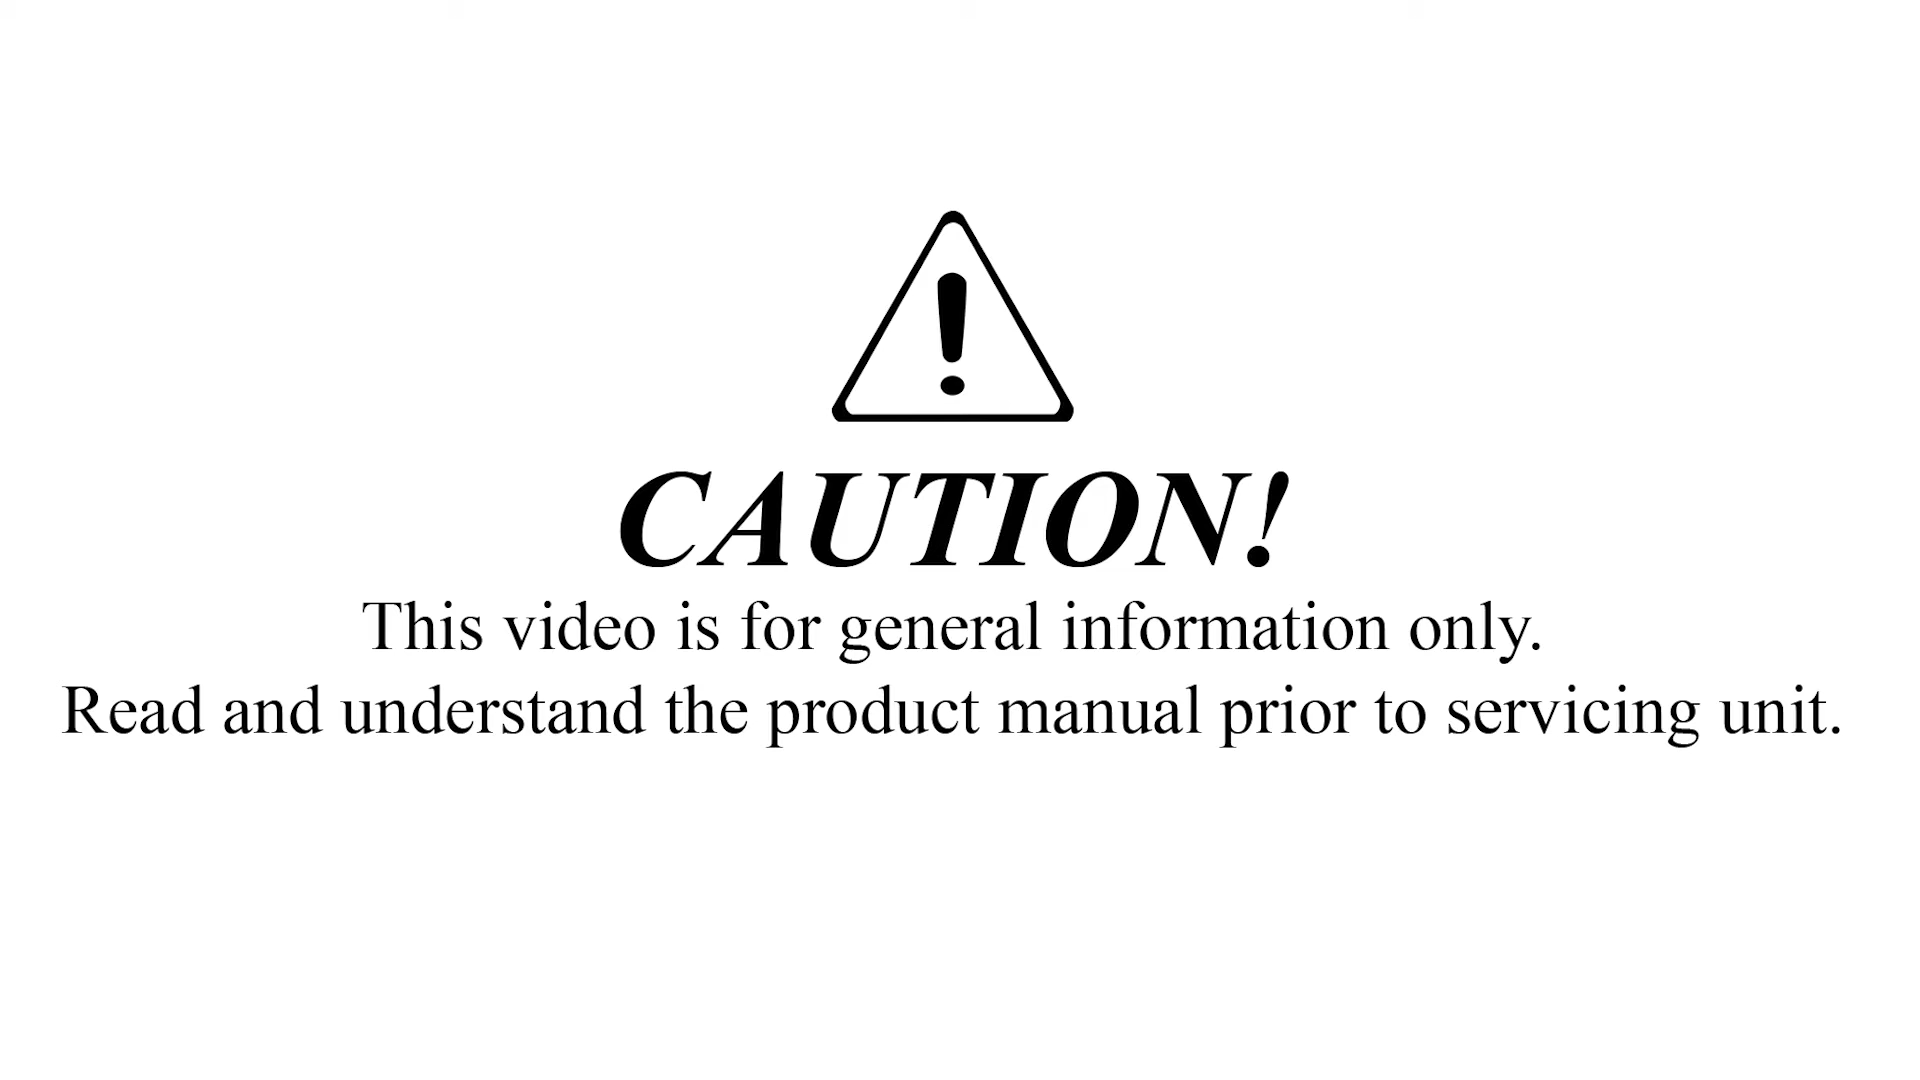 CAUTION!
This video is for general information only.
Read and understand the product manual prior to servicing unit.